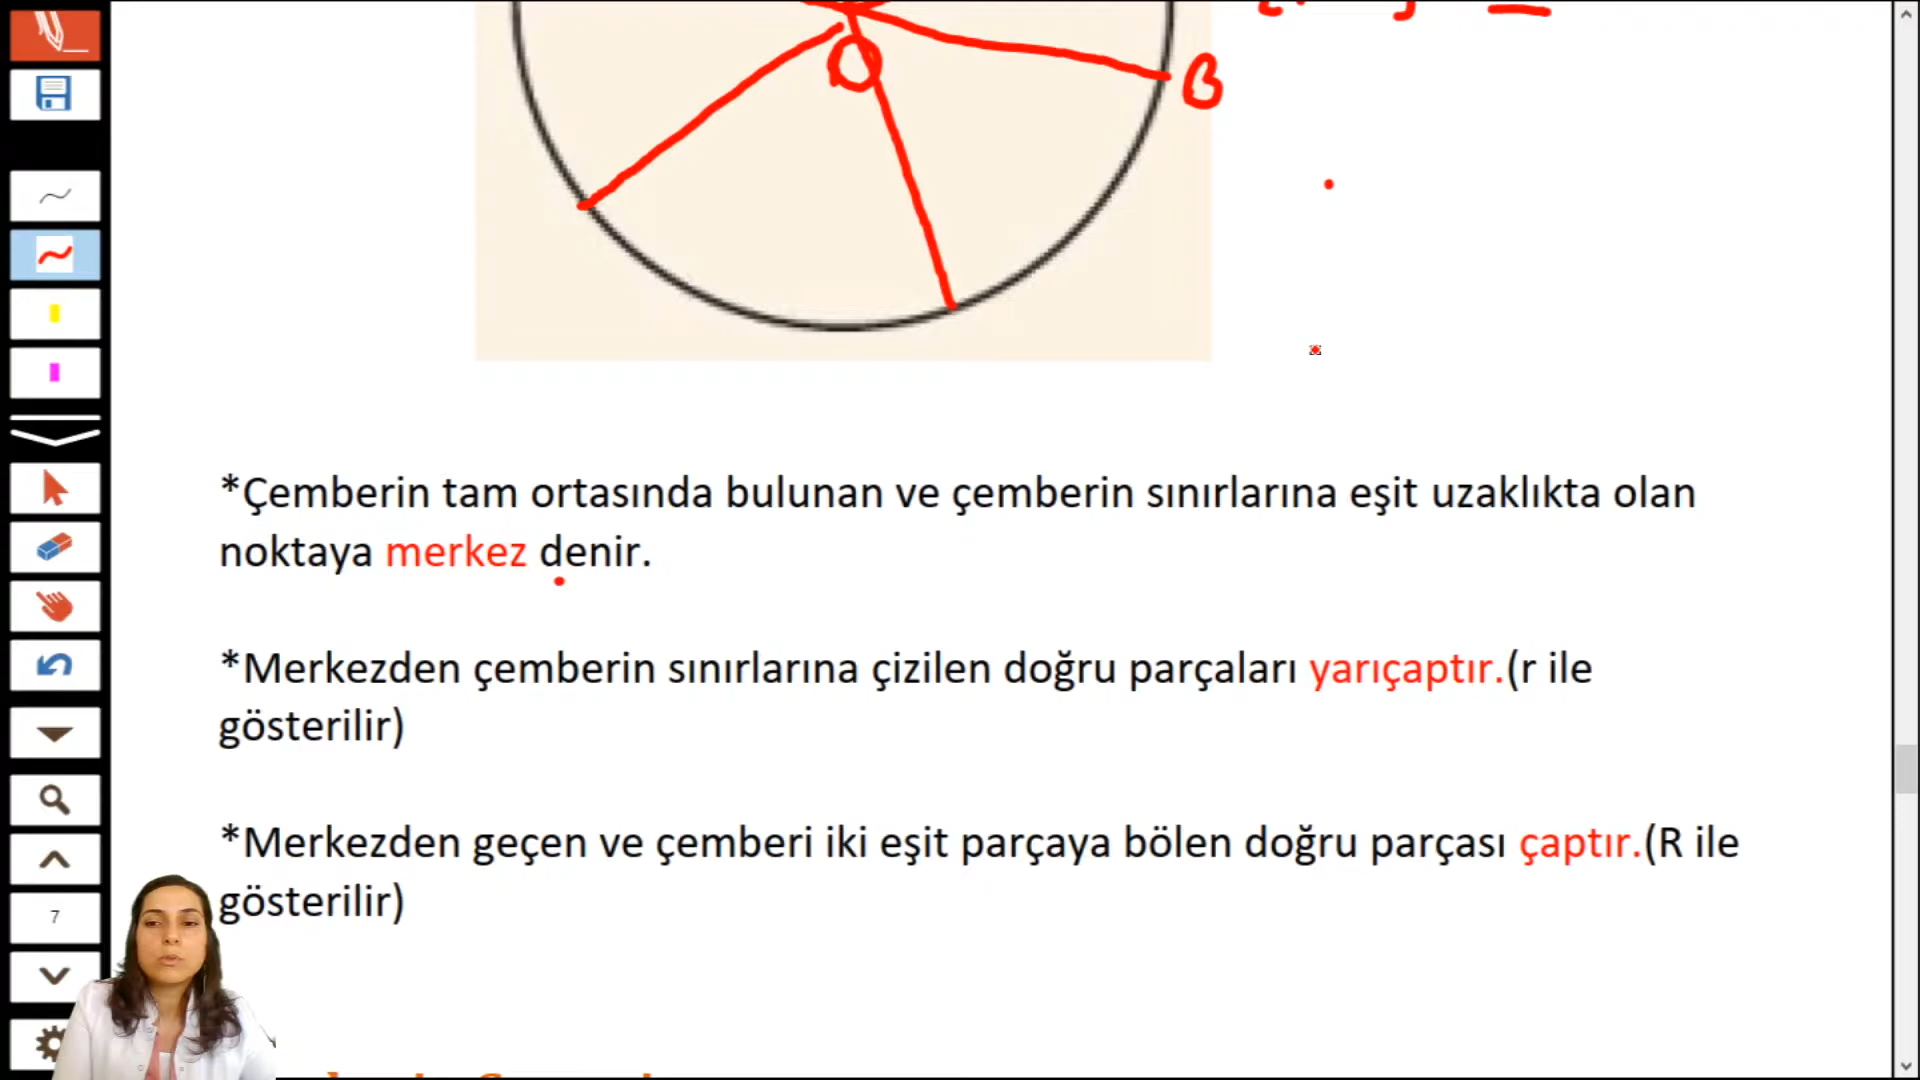 O
B
*Çemberin tam ortasında bulunan ve çemberin sınırlarına eşit uzaklıkta olan
noktaya merkez denir.
*Merkezden çemberin sınırlarına çizilen doğru parçaları yarıçaptır.(r ile
gösterilir)
*Merkezden geçen ve çemberi iki eşit parçaya bölen doğru parçası çaptır.(R ile
gösterilir)
7